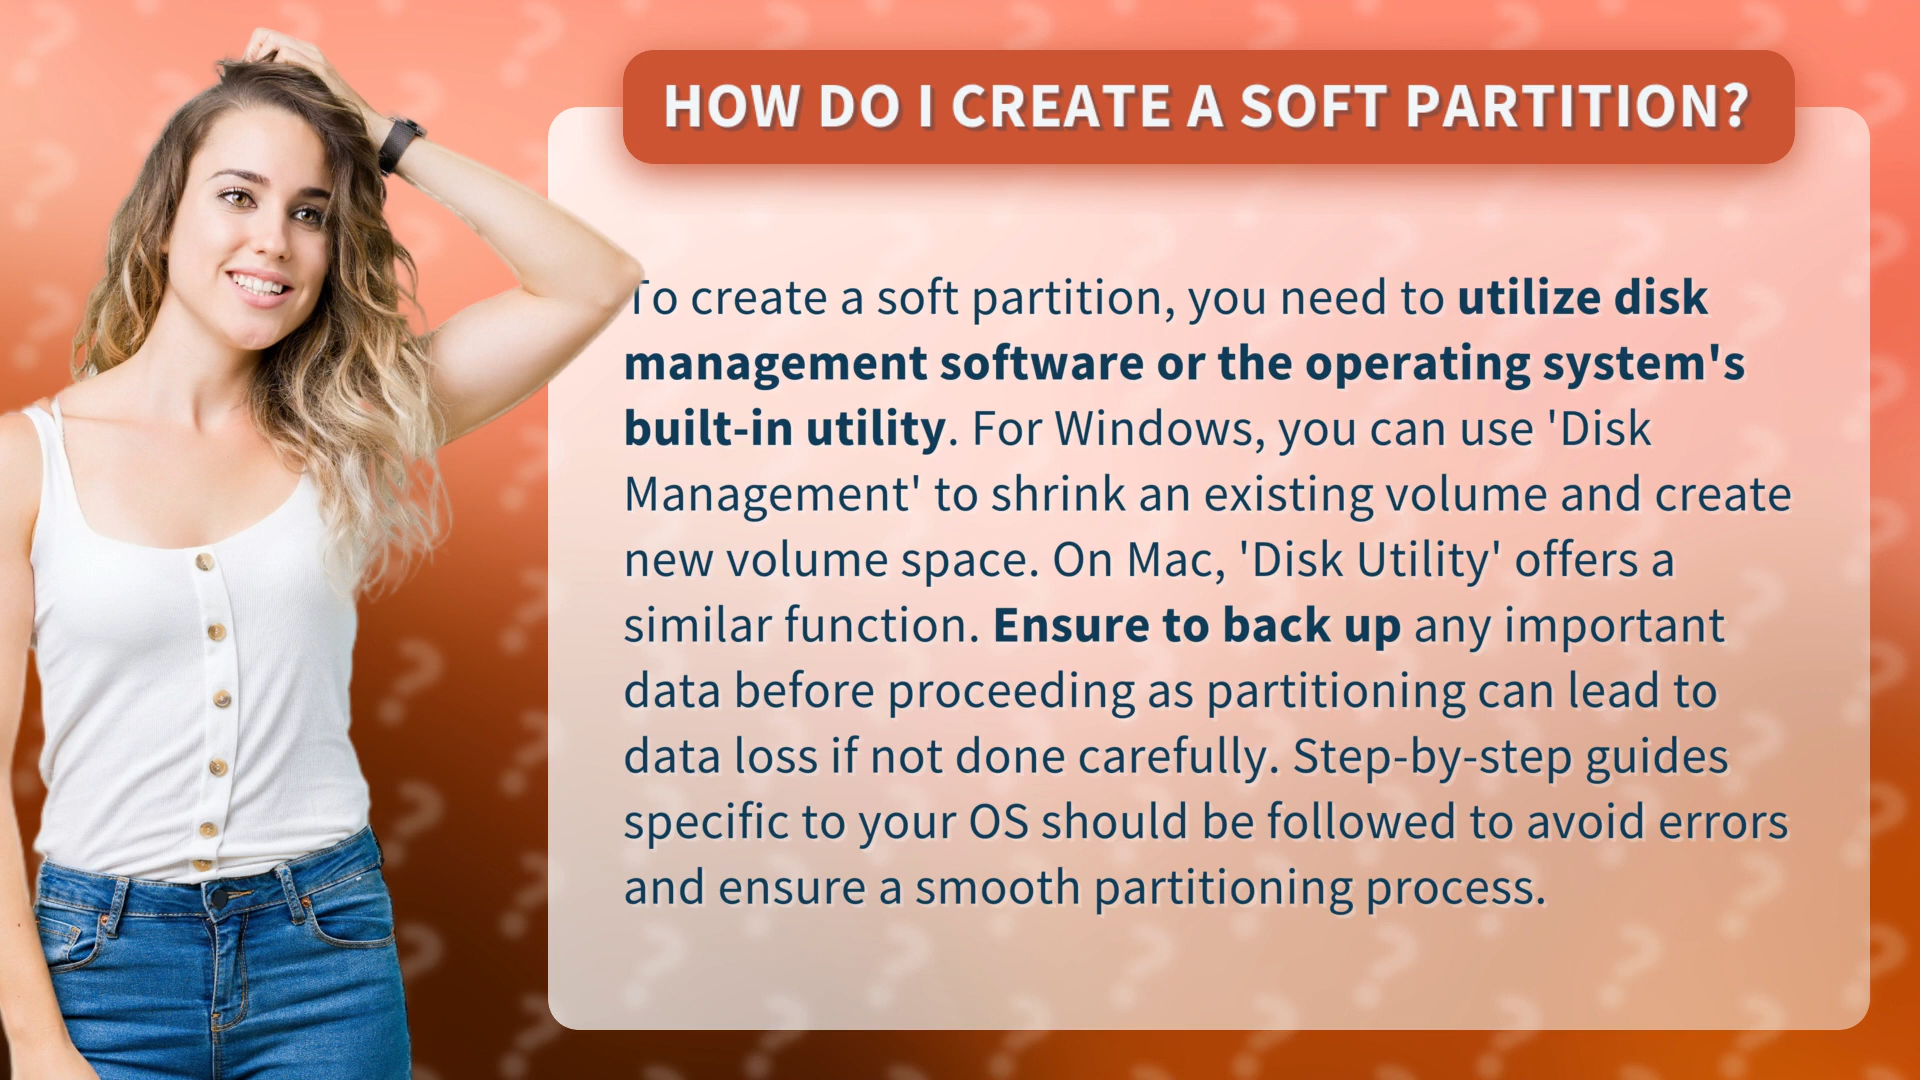 HOW DO I CREATE A SOFT PARTITION?
To create a soft partition, you need to utilize disk
management software or the operating system's
built-in utility. For Windows, you can use 'Disk
Management' to shrink an existing volume and create
new volume space. On Mac, 'Disk Utility' offers a
similar function. Ensure to back up any important
data before proceeding as partitioning can lead to
data loss if not done carefully. Step-by-step guides
specific to your OS should be followed to avoid errors
and ensure a smooth partitioning process.